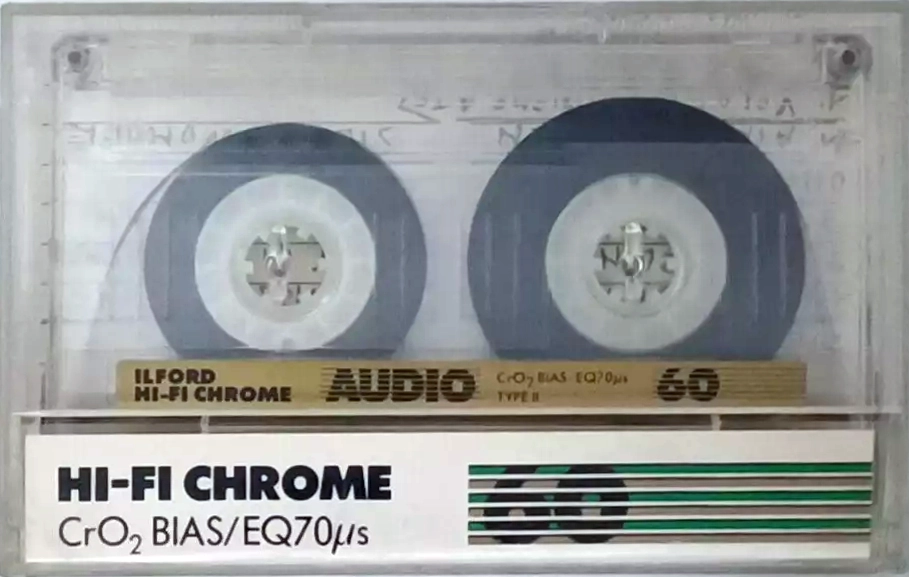 ILFORD
HI-FI CHROME
AUDIO
CrO₂ BIAS EQ70µs
TYPE II
60
HI-FI CHROME
CrO₂ BIAS/EQ70µs
60